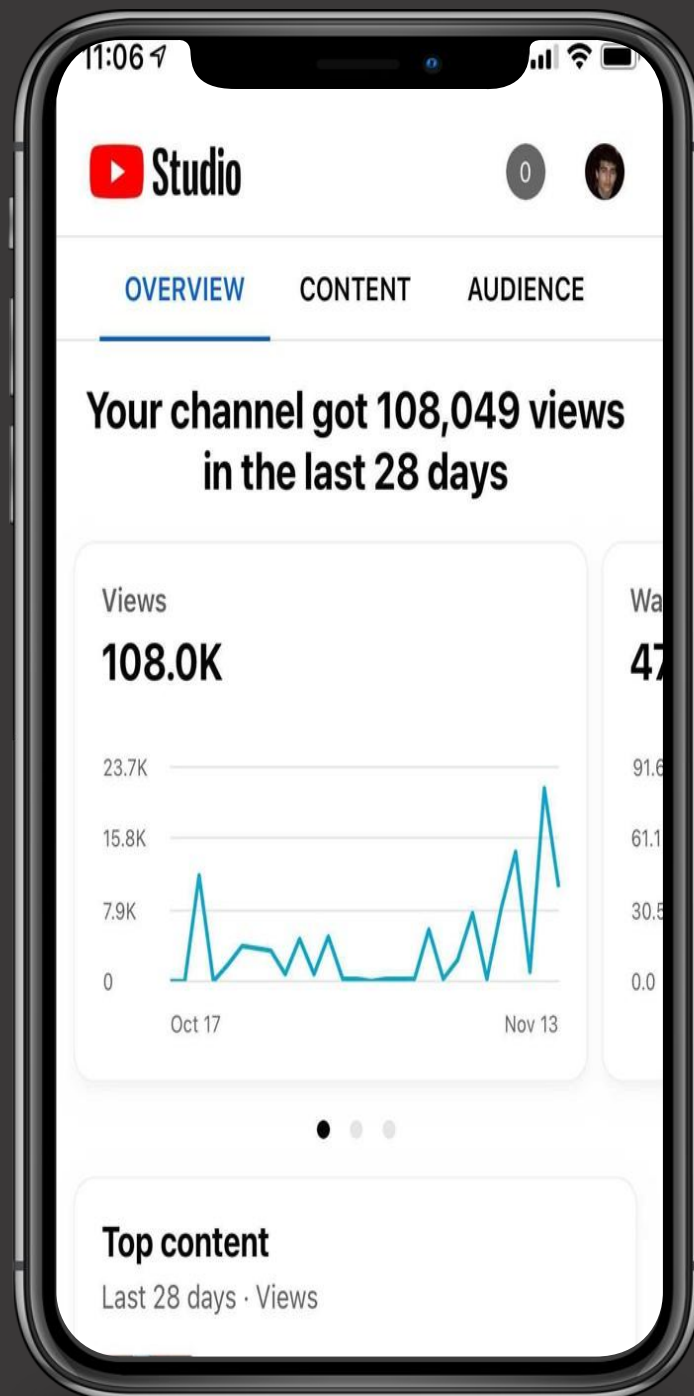 11:06
Studio
0
OVERVIEW CONTENT AUDIENCE
Your channel got 108,049 views
in the last 28 days
Views
108.0K
23.7K
15.8K
7.9K
0
Oct 17 Nov 13
Wa
47
91.6
61.1
30.5
0.0
Top content
Last 28 days · Views